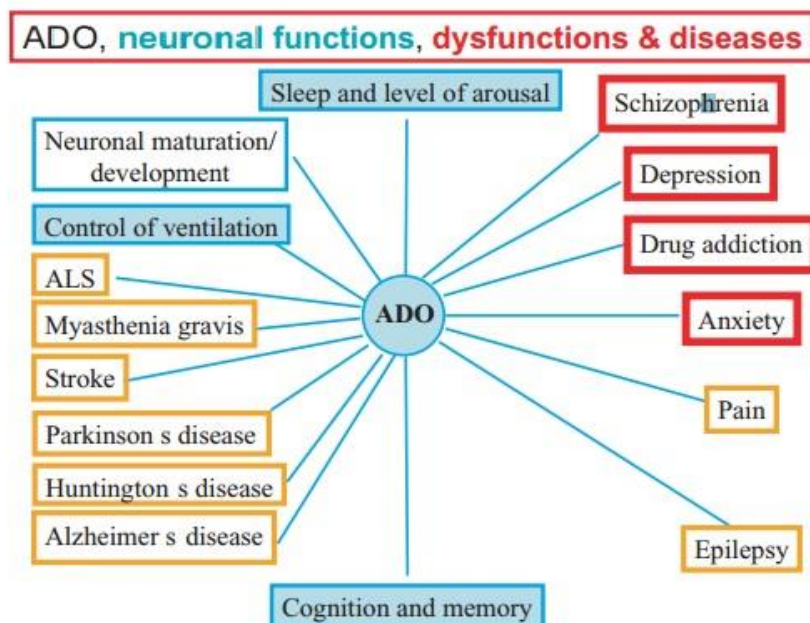 ADO, neuronal functions, dysfunctions & diseases
Sleep and level of arousal
Schizophrenia
Neuronal maturation/
development
Depression
Control of ventilation
Drug addiction
ALS
ADO
Myasthenia gravis
Anxiety
Stroke
Pain
Parkinson s disease
Huntington s disease
Alzheimer s disease
Epilepsy
Cognition and memory